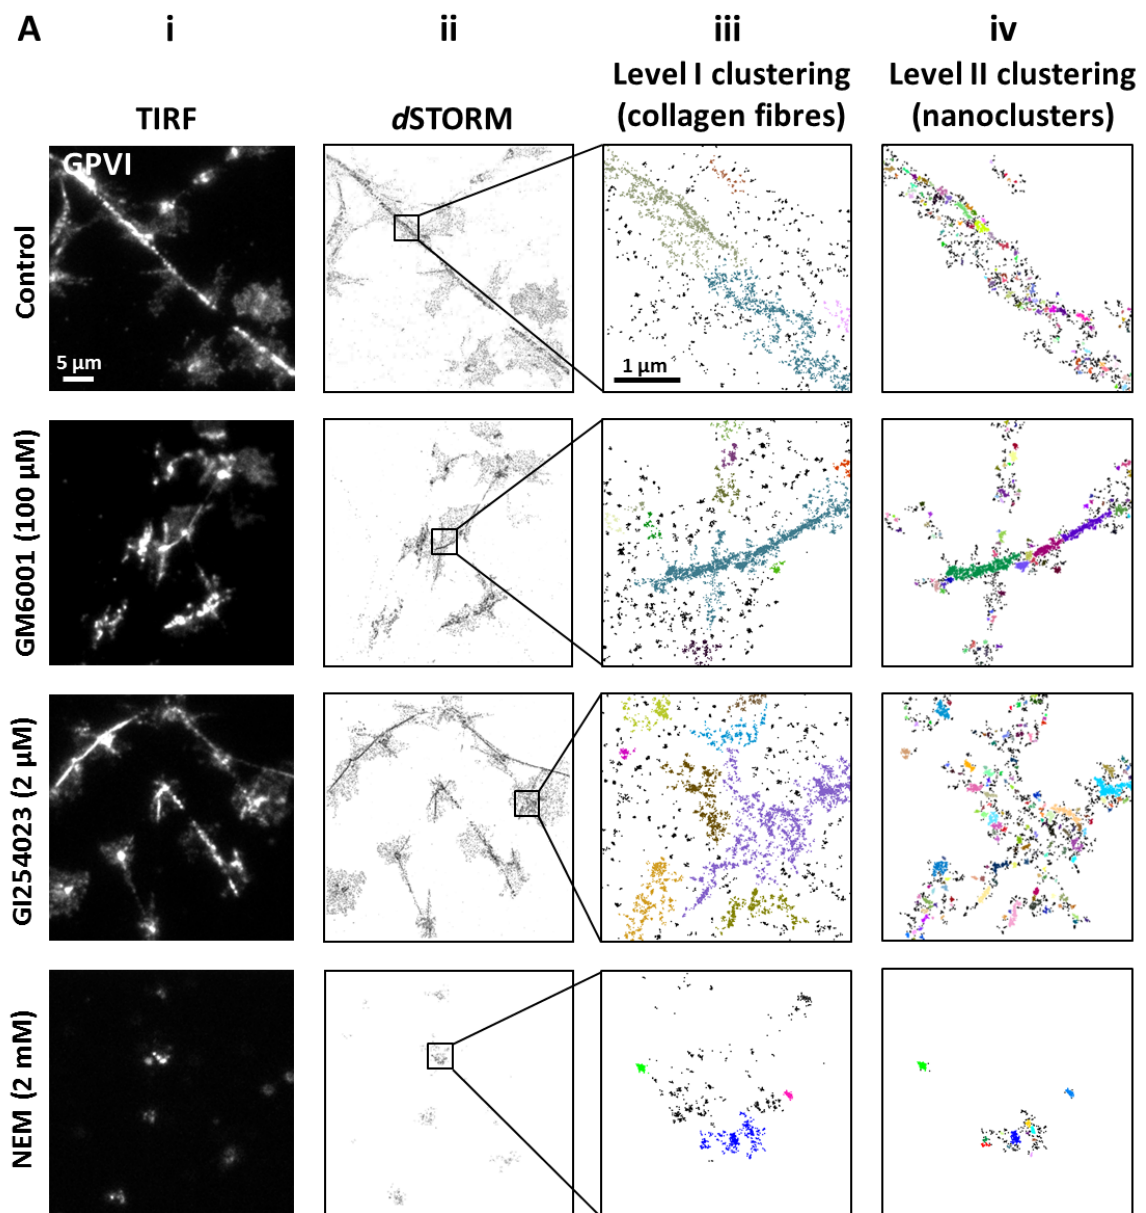 A
i
ii
iii
iv
TIRF
dSTORM
Level I clustering
(collagen fibres)
Level II clustering
(nanoclusters)
Control
GPVI
5 µm
1 µm
GM6001 (100 µM)
GI254023 (2 µM)
NEM (2 mM)